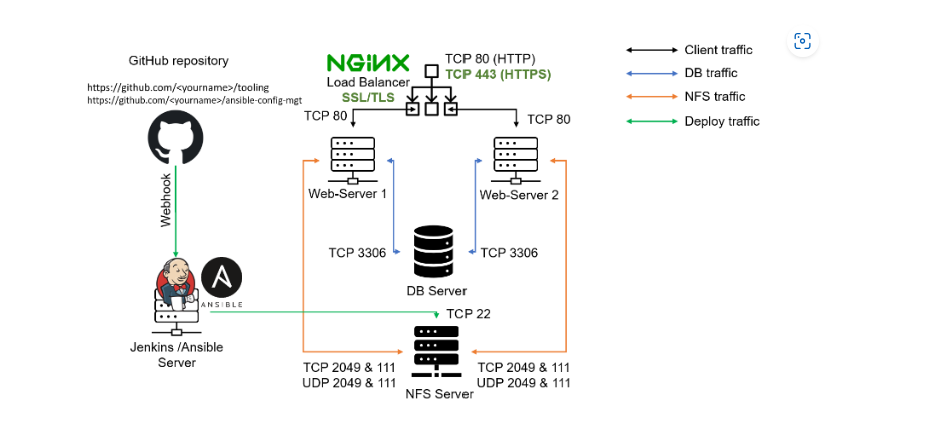 GitHub repository
https://github.com/<yourname>/tooling
https://github.com/<yourname>/ansible-config-mgt
Webhook
ANSIBLE
Jenkins /Ansible
Server
NGINX
Load Balancer
SSL/TLS
TCP 80 (HTTP)
TCP 443 (HTTPS)
TCP 80
TCP 80
Web-Server 1
Web-Server 2
TCP 3306
TCP 3306
DB Server
TCP 22
TCP 2049 & 111
UDP 2049 & 111
TCP 2049 & 111
UDP 2049 & 111
NFS Server
Client traffic
DB traffic
NFS traffic
Deploy traffic